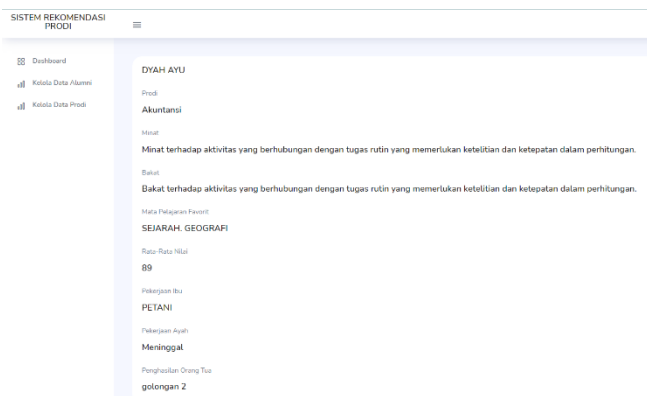 SISTEM REKOMENDASI
PRODI
Dashboard
Kelola Data Alumni
Kelola Data Prodi
DYAH AYU
Prodi
Akuntansi
Minat
Minat terhadap aktivitas yang berhubungan dengan tugas rutin yang memerlukan ketelitian dan ketepatan dalam perhitungan.
Bakat
Bakat terhadap aktivitas yang berhubungan dengan tugas rutin yang memerlukan ketelitian dan ketepatan dalam perhitungan.
Mata Pelajaran Favorit
SEJARAH. GEOGRAFI
Rata-Rata Nilai
89
Pekerjaan Ibu
PETANI
Pekerjaan Ayah
Meninggal
Penghasilan Orang Tua
golongan 2